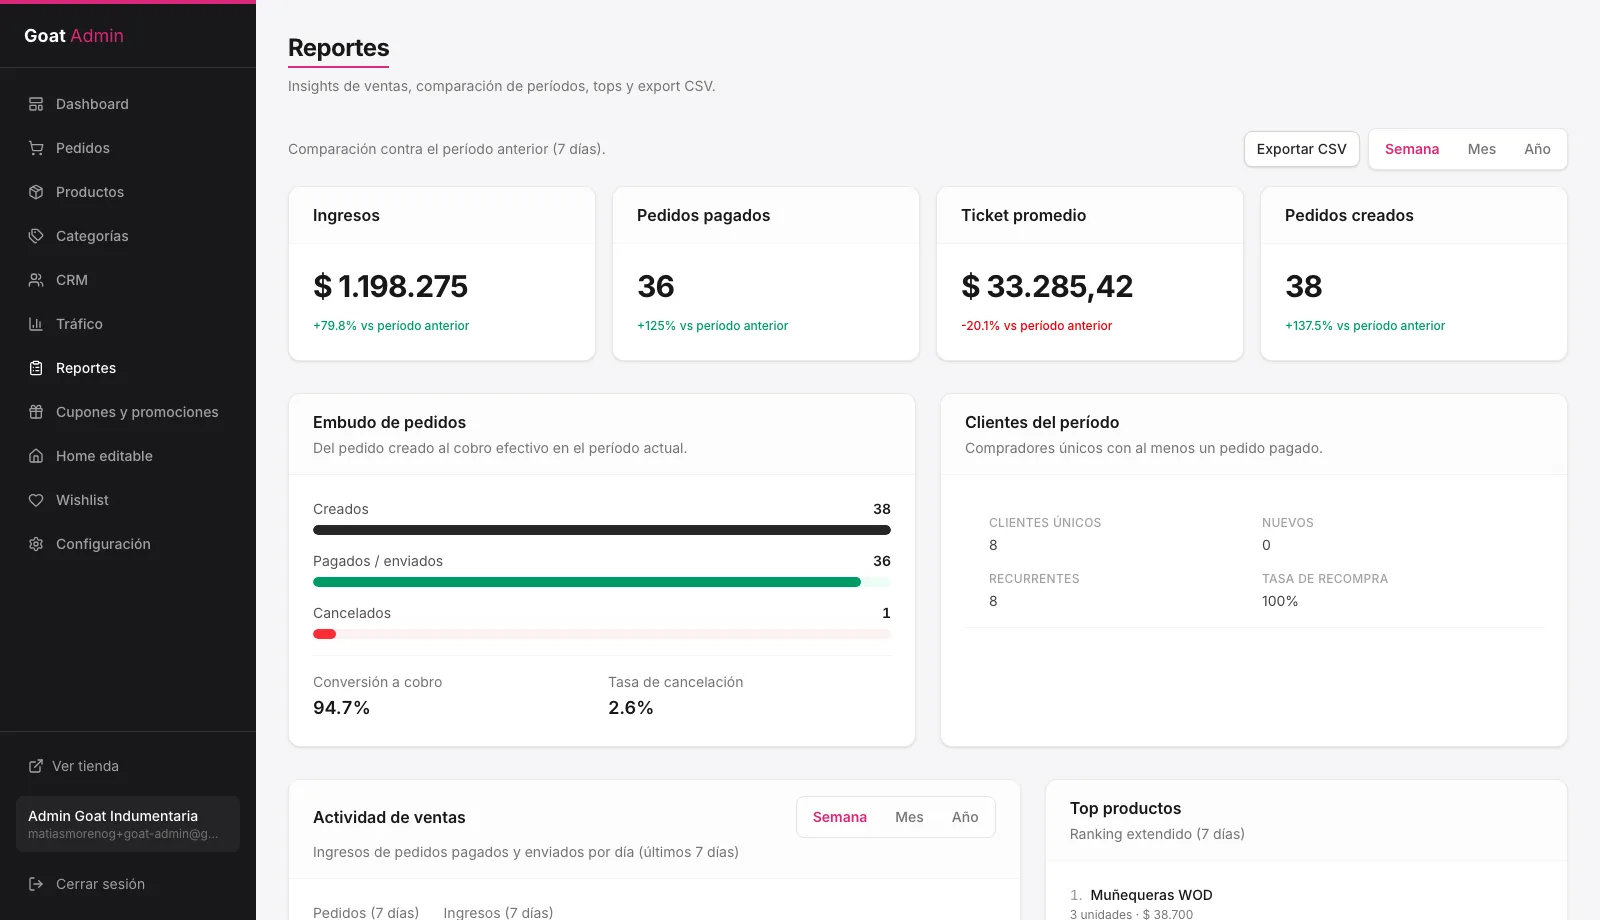 Goat Admin
Dashboard
Pedidos
Productos
Categorías
CRM
Tráfico
Reportes
Cupones y promociones
Home editable
Wishlist
Configuración
Ver tienda
Admin Goat Indumentaria
matiasmorenog+goat-admin@g...
Cerrar sesión
Reportes
Insights de ventas, comparación de períodos, tops y export CSV.
Comparación contra el período anterior (7 días).
Exportar CSV
Semana Mes Año
Ingresos
$ 1.198.275
+79.8% vs período anterior
Pedidos pagados
36
+125% vs período anterior
Ticket promedio
$ 33.285,42
-20.1% vs período anterior
Pedidos creados
38
+137.5% vs período anterior
Embudo de pedidos
Del pedido creado al cobro efectivo en el período actual.
Creados 38
Pagados / enviados 36
Cancelados 1
Conversión a cobro
94.7%
Tasa de cancelación
2.6%
Clientes del período
Compradores únicos con al menos un pedido pagado.
CLIENTES ÚNICOS
8
NUEVOS
0
RECURRENTES
8
TASA DE RECOMPRA
100%
Actividad de ventas
Semana Mes Año
Ingresos de pedidos pagados y enviados por día (últimos 7 días)
Pedidos (7 días) Ingresos (7 días)
Top productos
Ranking extendido (7 días)
1. Muñequeras WOD
3 unidades · $ 38.700